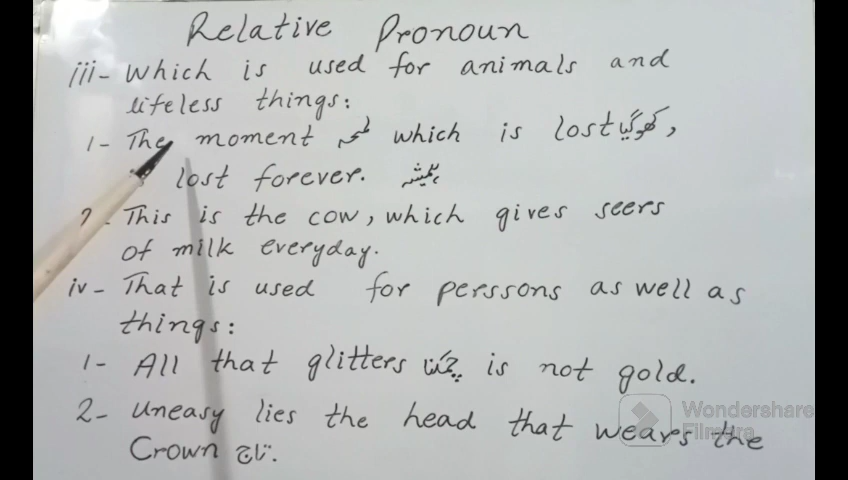 Relative Pronoun
iii- Which is used for animals and
lifeless things:
1- The moment لمحہ which is lost کھوگیا,
lost forever. ہمیشہ
2. This is the cow, which gives seers
of milk everyday.
iv- That is used for perssons as well as
things:
1- All that glitters چمکتا is not gold.
2- Uneasy lies the head that wears the
Crown تاج.
Wondershare
Filmora